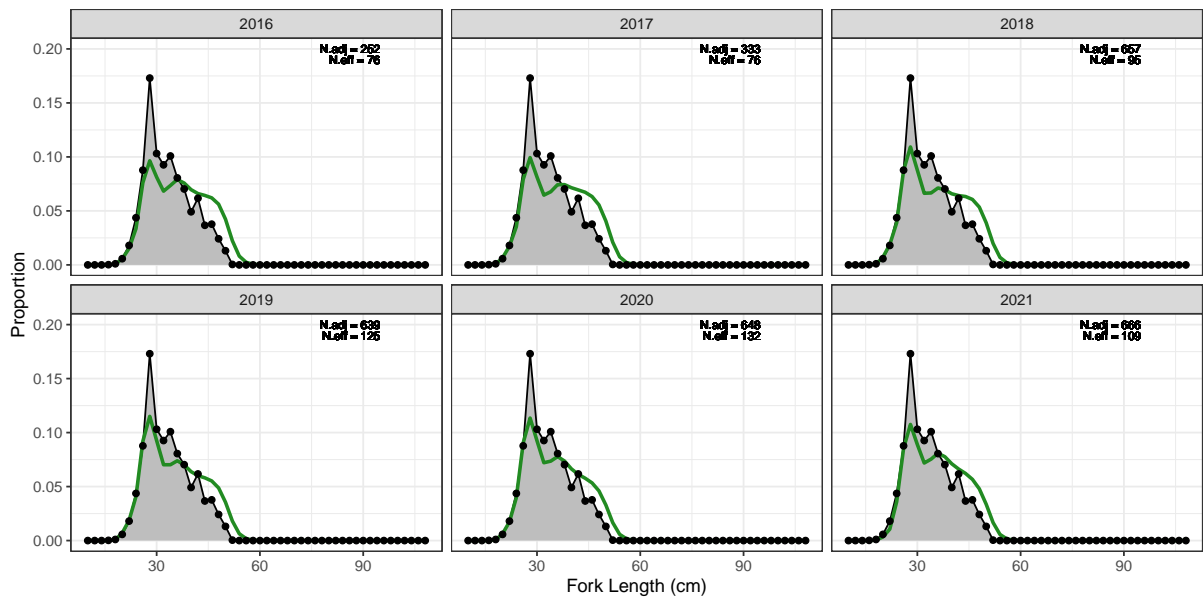 2016
2017
2018
N.adj = 252
N.eff = 76
N.adj = 333
N.eff = 76
N.adj = 657
N.eff = 95
0.20
0.15
0.10
0.05
0.00
2019
2020
2021
N.adj = 639
N.eff = 125
N.adj = 648
N.eff = 132
N.adj = 666
N.eff = 109
0.20
0.15
0.10
0.05
0.00
30
60
90
30
60
90
30
60
90
Proportion
Fork Length (cm)